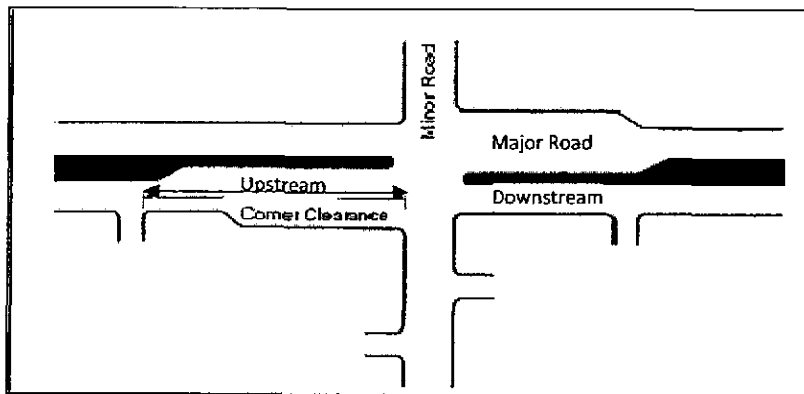 Minor Road
Major Road
Upstream
Downstream
Corner Clearance